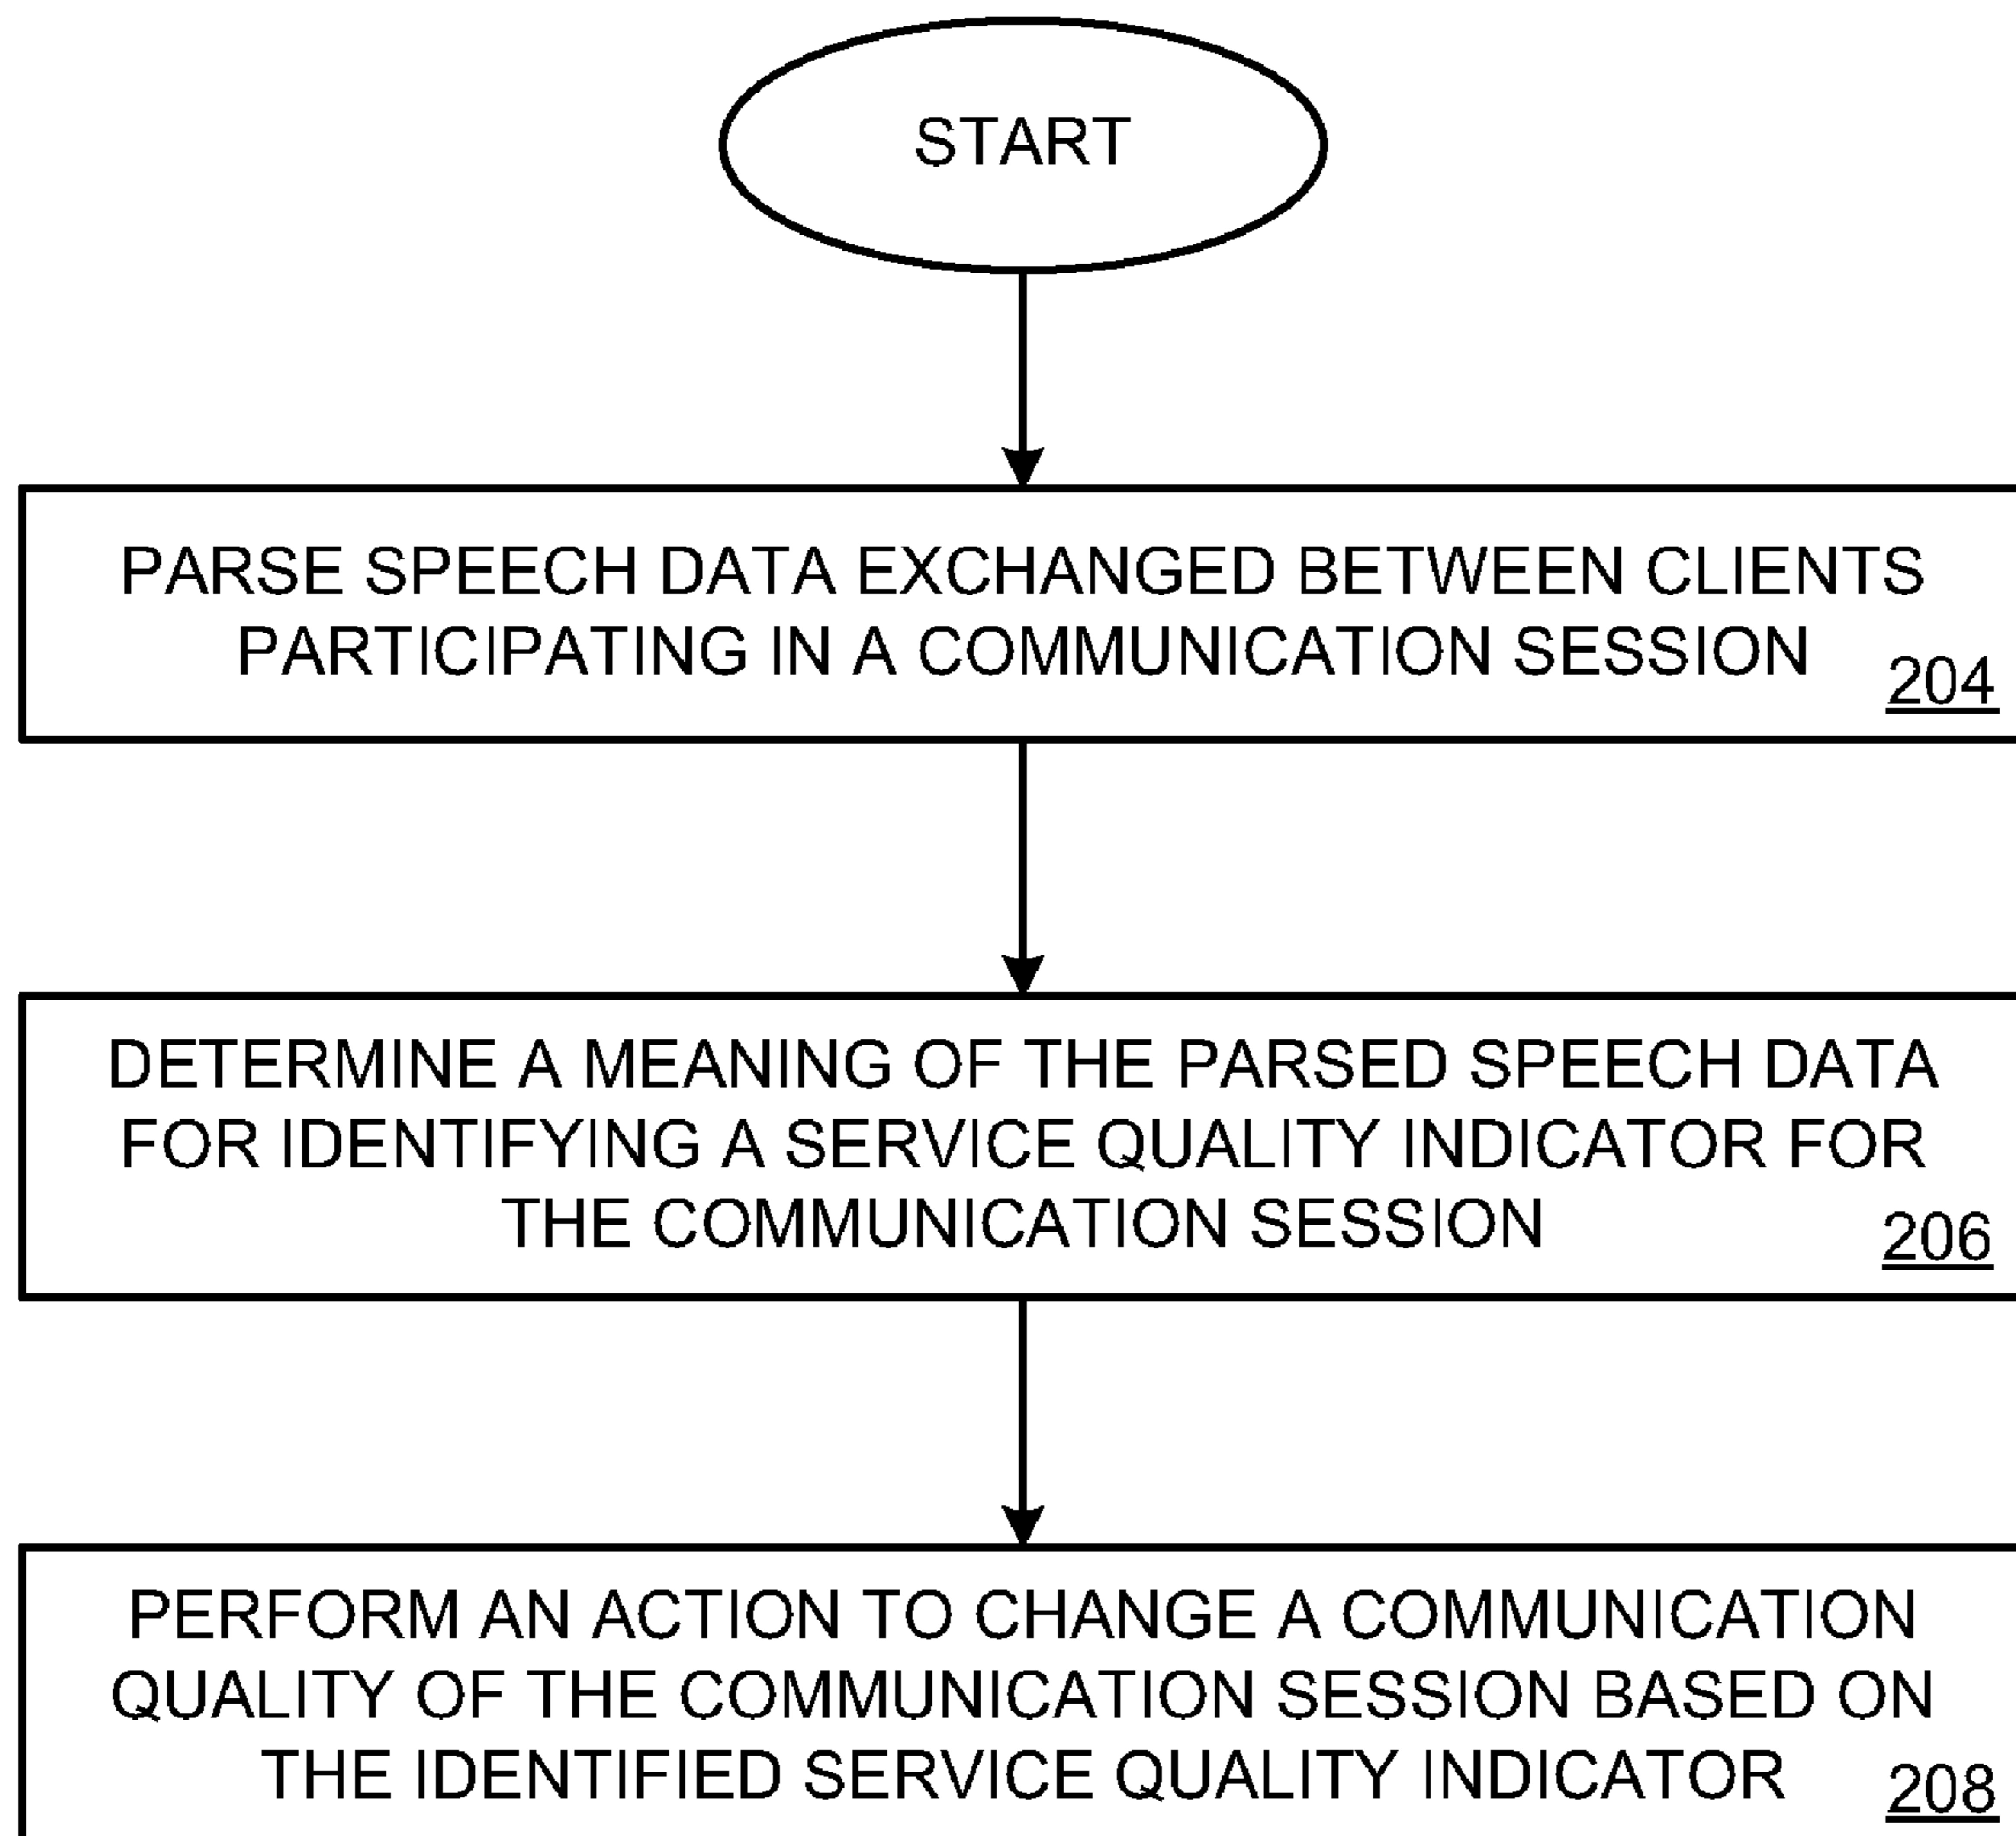 START
PARSE SPEECH DATA EXCHANGED BETWEEN CLIENTS
PARTICIPATING IN A COMMUNICATION SESSION
204
DETERMINE A MEANING OF THE PARSED SPEECH DATA
FOR IDENTIFYING A SERVICE QUALITY INDICATOR FOR
THE COMMUNICATION SESSION
206
PERFORM AN ACTION TO CHANGE A COMMUNICATION
QUALITY OF THE COMMUNICATION SESSION BASED ON
THE IDENTIFIED SERVICE QUALITY INDICATOR
208